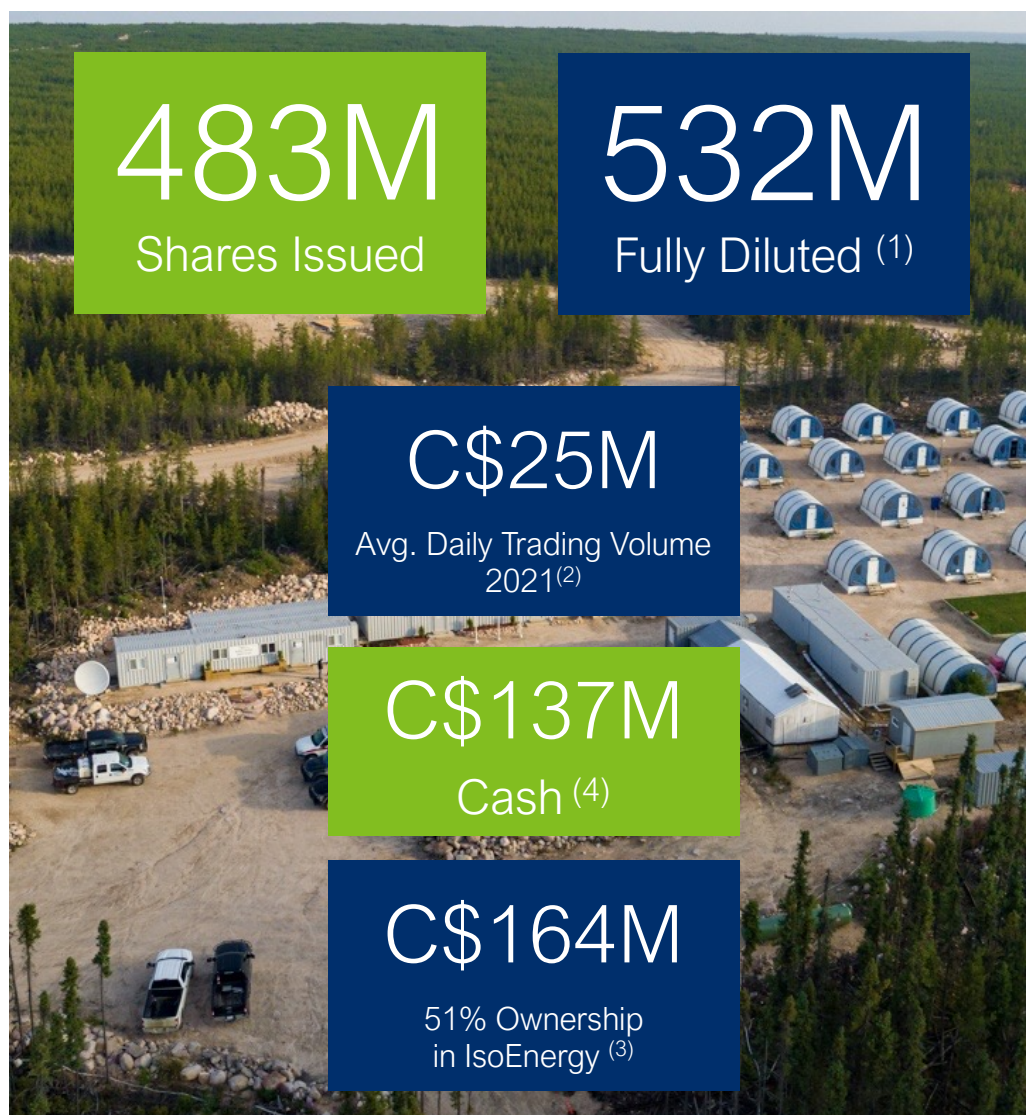 483M
Shares Issued
532M
Fully Diluted (1)
C$25M
Avg. Daily Trading Volume
2021(2)
C$137M
Cash (4)
C$164M
51% Ownership
in IsoEnergy (3)